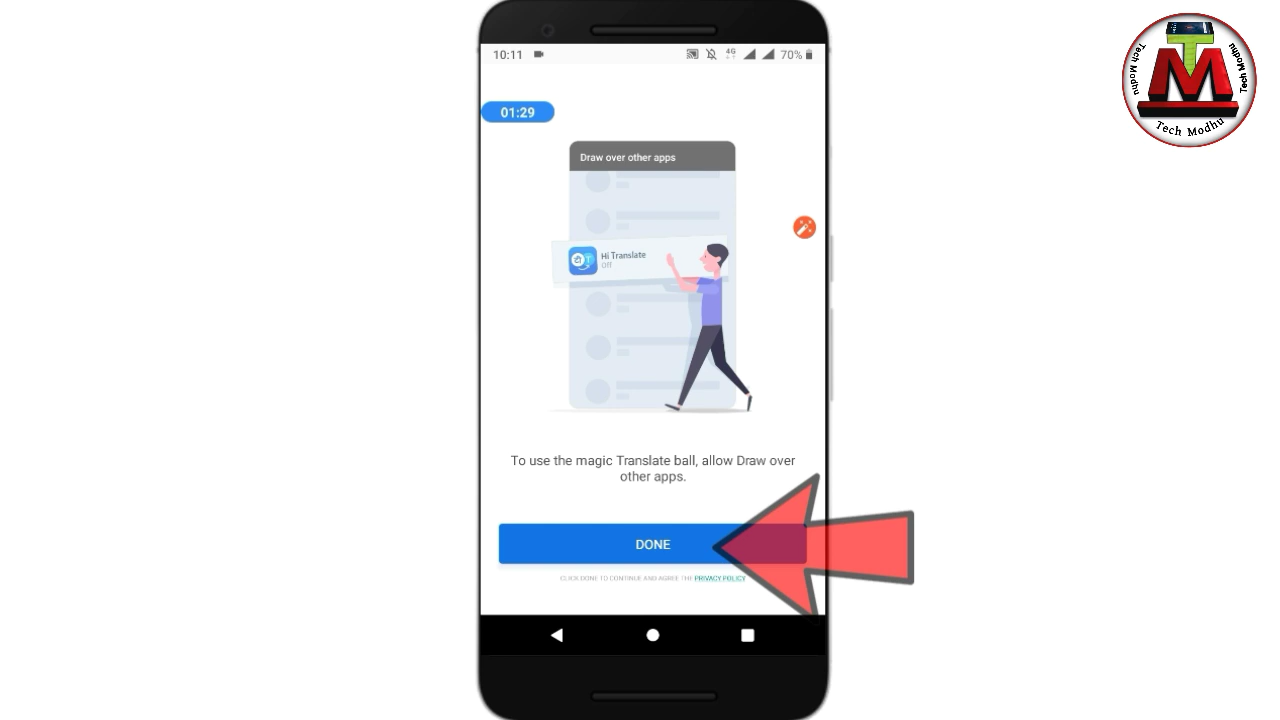 10:11
4G
70%
01:29
Draw over other apps
Hi Translate
Off
To use the magic Translate ball, allow Draw over
other apps.
DONE
CLICK DONE TO CONTINUE AND AGREE THE PRIVACY POLICY
TM
Tech Modhu
Tech Modhu
Tech Modhu